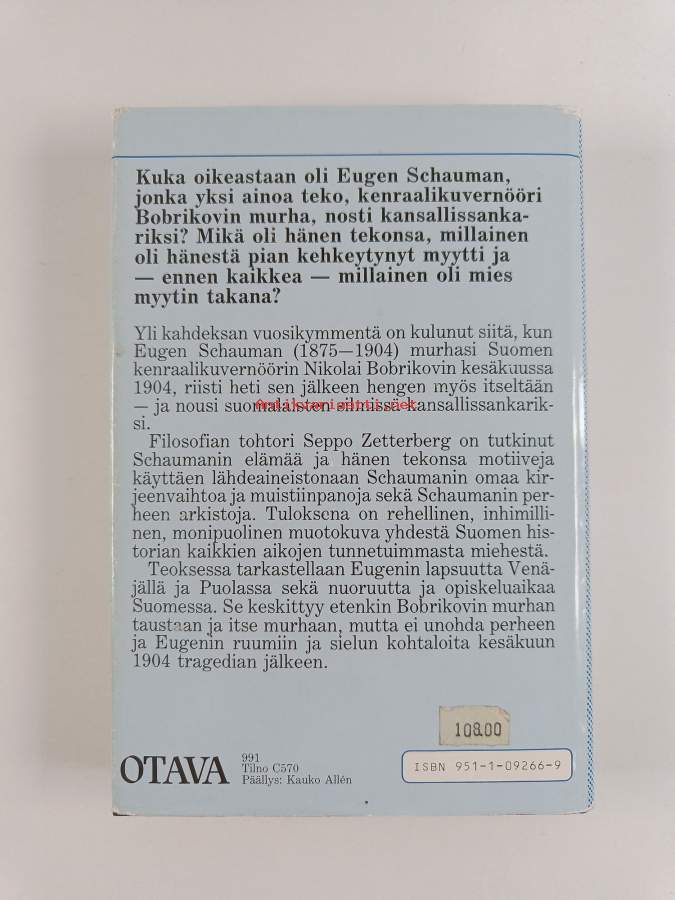 Kuka oikeastaan oli Eugen Schauman,
jonka yksi ainoa teko, kenraalikuvernööri
Bobrikovin murha, nosti kansallissanka-
riksi? Mikä oli hänen tekonsa, millainen
oli hänestä pian kehkeytynyt myytti ja
— ennen kaikkea — millainen oli mies
myytin takana?
Yli kahdeksan vuosikymmentä on kulunut siitä, kun
Eugen Schauman (1875—1904) murhasi Suomen
kenraalikuvernöörin Nikolai Bobrikovin kesäkuussa
1904, riisti heti sen jälkeen hengen myös itseltään
— ja nousi suomalaisten silmissä kansallissankarik-
si.
Antikvariaatti.net
Filosofian tohtori Seppo Zetterberg on tutkinut
Schaumanin elämää ja hänen tekonsa motiiveja
käyttäen lähdeaineistonaan Schaumanin omaa kir-
jeenvaihtoa ja muistiinpanoja sekä Schaumanin per-
heen arkistoja. Tuloksena on rehellinen, inhimilli-
nen, monipuolinen muotokuva yhdestä Suomen his-
torian kaikkien aikojen tunnetuimmasta miehestä.
Teoksessa tarkastellaan Eugenin lapsuutta Venä-
jällä ja Puolassa sekä nuoruutta ja opiskeluaikaa
Suomessa. Se keskittyy etenkin Bobrikovin murhan
taustaan ja itse murhaan, mutta ei unohda perheen
ja Eugenin ruumiin ja sielun kohtaloita kesäkuun
1904 tragedian jälkeen.
108.00
OTAVA
991
Tilno C570
Päällys: Kauko Allén
ISBN 951-1-09266-9